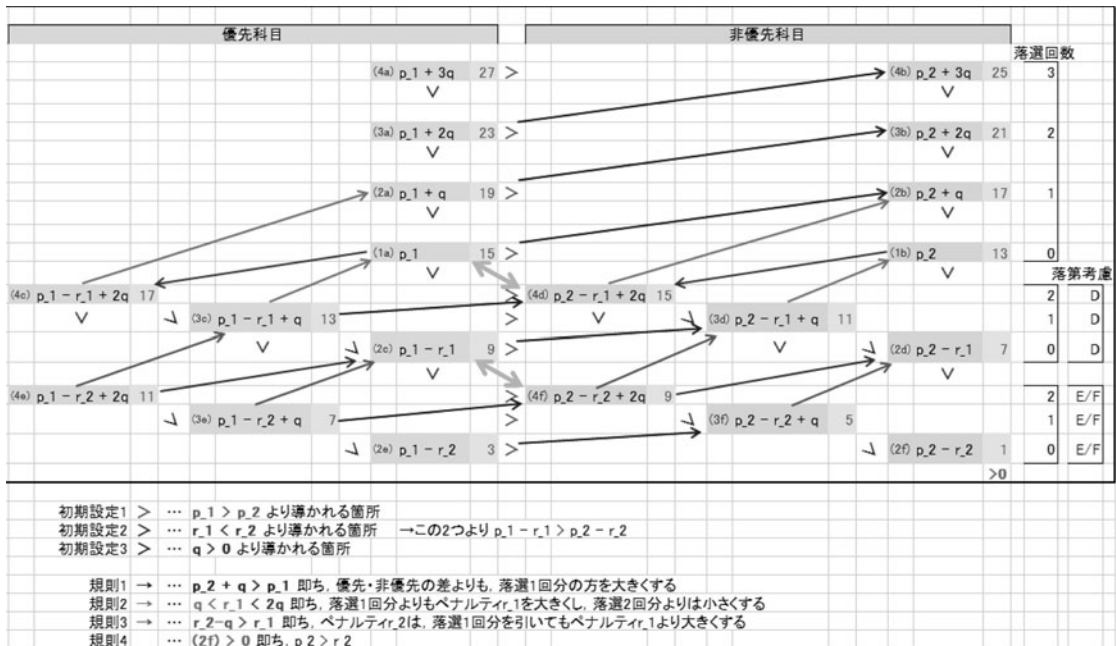 優先科目 非優先科目
落選回数
(4a) p_1 + 3q 27 > (4b) p_2 + 3q 25 3
∨ ∨
(3a) p_1 + 2q 23 > (3b) p_2 + 2q 21 2
∨ ∨
(2a) p_1 + q 19 > (2b) p_2 + q 17 1
∨ ∨
(1a) p_1 15 > (1b) p_2 13 0
∨ ∨ 落第考慮
(4c) p_1 - r_1 + 2q 17 > (4d) p_2 - r_1 + 2q 15 2 D
∨ (3c) p_1 - r_1 + q 13 > ∨ (3d) p_2 - r_1 + q 11 1 D
∨ (2c) p_1 - r_1 9 > ∨ (2d) p_2 - r_1 7 0 D
∨ ∨
(4e) p_1 - r_2 + 2q 11 > (4f) p_2 - r_2 + 2q 9 2 E/F
(3e) p_1 - r_2 + q 7 > (3f) p_2 - r_2 + q 5 1 E/F
(2e) p_1 - r_2 3 > (2f) p_2 - r_2 1 0 E/F
>0
初期設定1 > … p_1 > p_2 より導かれる箇所
初期設定2 > … r_1 < r_2 より導かれる箇所 →この2つより p_1 - r_1 > p_2 - r_2
初期設定3 > … q > 0 より導かれる箇所
規則1 → … p_2 + q > p_1 即ち, 優先・非優先の差よりも, 落選1回分の方を大きくする
規則2 → … q < r_1 < 2q 即ち, 落選1回分よりもペナルティr_1を大きくし, 落選2回分よりは小さくする
規則3 → … r_2-q > r_1 即ち, ペナルティr_2は, 落選1回分を引いてもペナルティr_1より大きくする
規則4 … (2f) > 0 即ち, p_2 > r_2